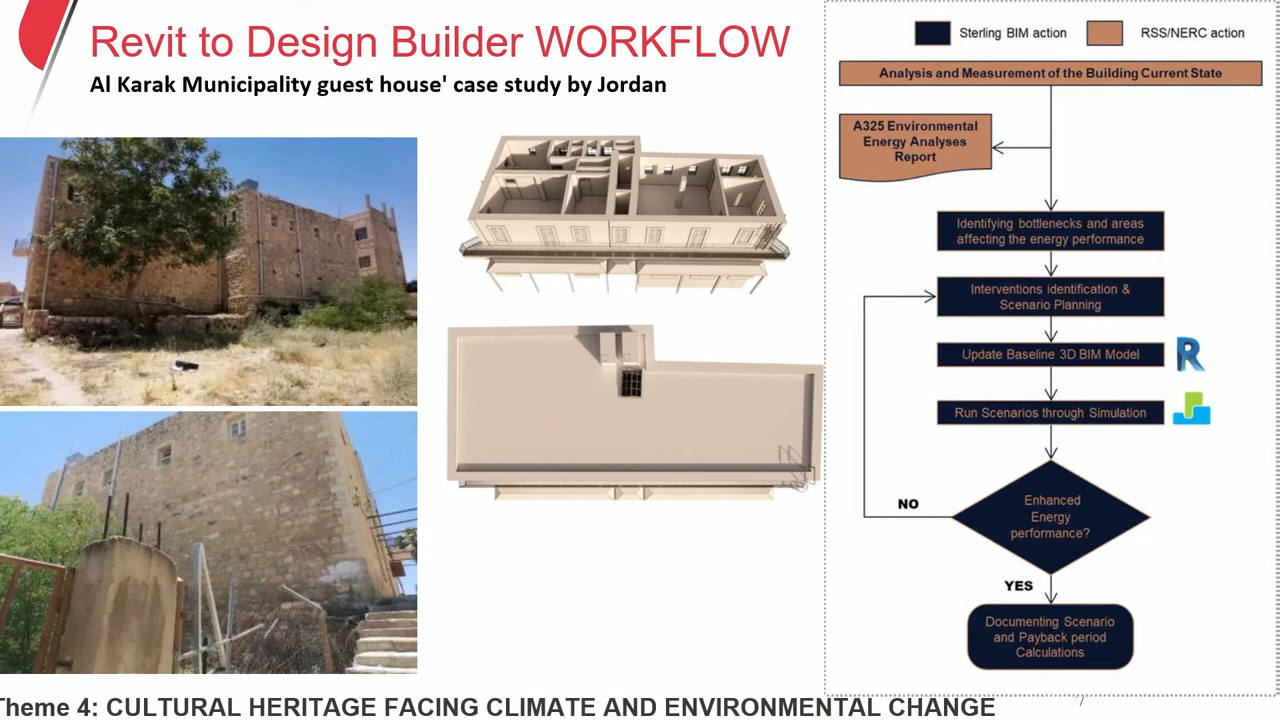 Revit to Design Builder WORKFLOW
Al Karak Municipality guest house' case study by Jordan
Sterling BIM action
RSS/NERC action
Analysis and Measurement of the Building Current State
A325 Environmental
Energy Analyses
Report
Identifying bottlenecks and areas
affecting the energy performance
Interventions identification &
Scenario Planning
Update Baseline 3D BIM Model
R
Run Scenarios through Simulation
Enhanced
Energy
performance?
NO
YES
Documenting Scenario
and Payback period
Calculations
Theme 4: CULTURAL HERITAGE FACING CLIMATE AND ENVIRONMENTAL CHANGE
7